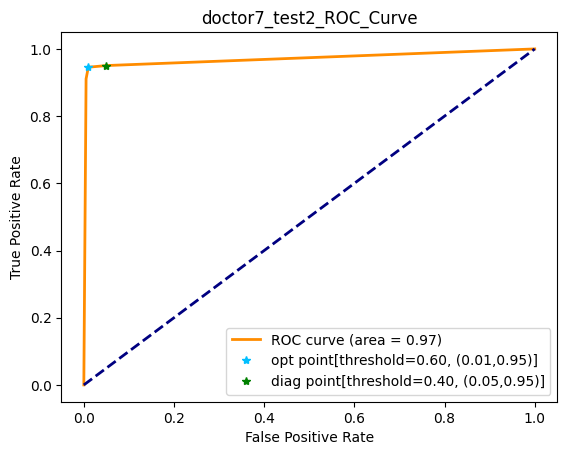 doctor7_test2_ROC_Curve
1.0
0.8
0.6
0.4
0.2
0.0
True Positive Rate
ROC curve (area = 0.97)
opt point[threshold=0.60, (0.01,0.95)]
diag point[threshold=0.40, (0.05,0.95)]
0.0 0.2 0.4 0.6 0.8 1.0
False Positive Rate